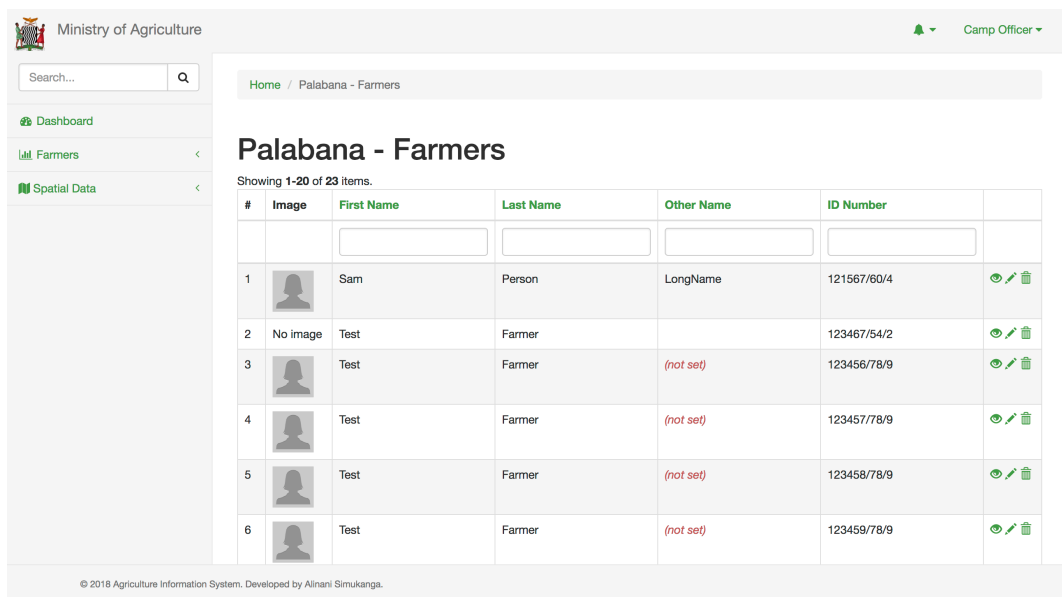 Ministry of Agriculture
Camp Officer
Search...
Home / Palabana - Farmers
Dashboard
Farmers
Spatial Data
Palabana - Farmers
Showing 1-20 of 23 items.
# Image First Name Last Name Other Name ID Number
1 Sam Person LongName 121567/60/4
2 No image Test Farmer 123467/54/2
3 Test Farmer (not set) 123456/78/9
4 Test Farmer (not set) 123457/78/9
5 Test Farmer (not set) 123458/78/9
6 Test Farmer (not set) 123459/78/9
© 2018 Agriculture Information System. Developed by Alinani Simukanga.